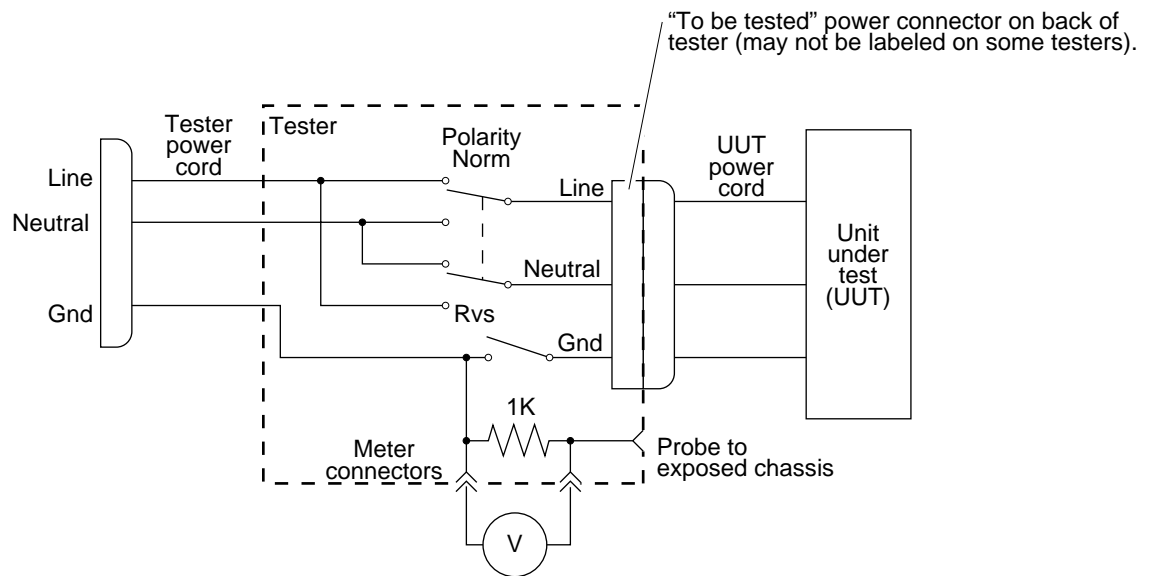 “To be tested” power connector on back of
tester (may not be labeled on some testers).
Tester
power
cord
Tester
Polarity
Norm
UUT
power
cord
Line
Line
Neutral
Unit
under
test
(UUT)
Neutral
Gnd
Rvs
Gnd
1K
Meter
connectors
Probe to
exposed chassis
V